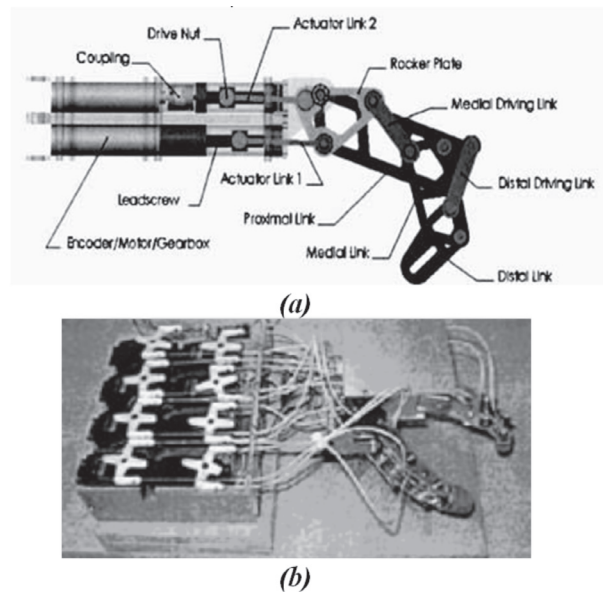 Actuator Link 2
Drive Nut
Coupling
Rocker Plate
Medial Driving Link
Actuator Link 1
Distal Driving Link
Leadscrew
Proximal Link
Encoder/Motor/Gearbox
Medial Link
Distal Link
(a)
(b)